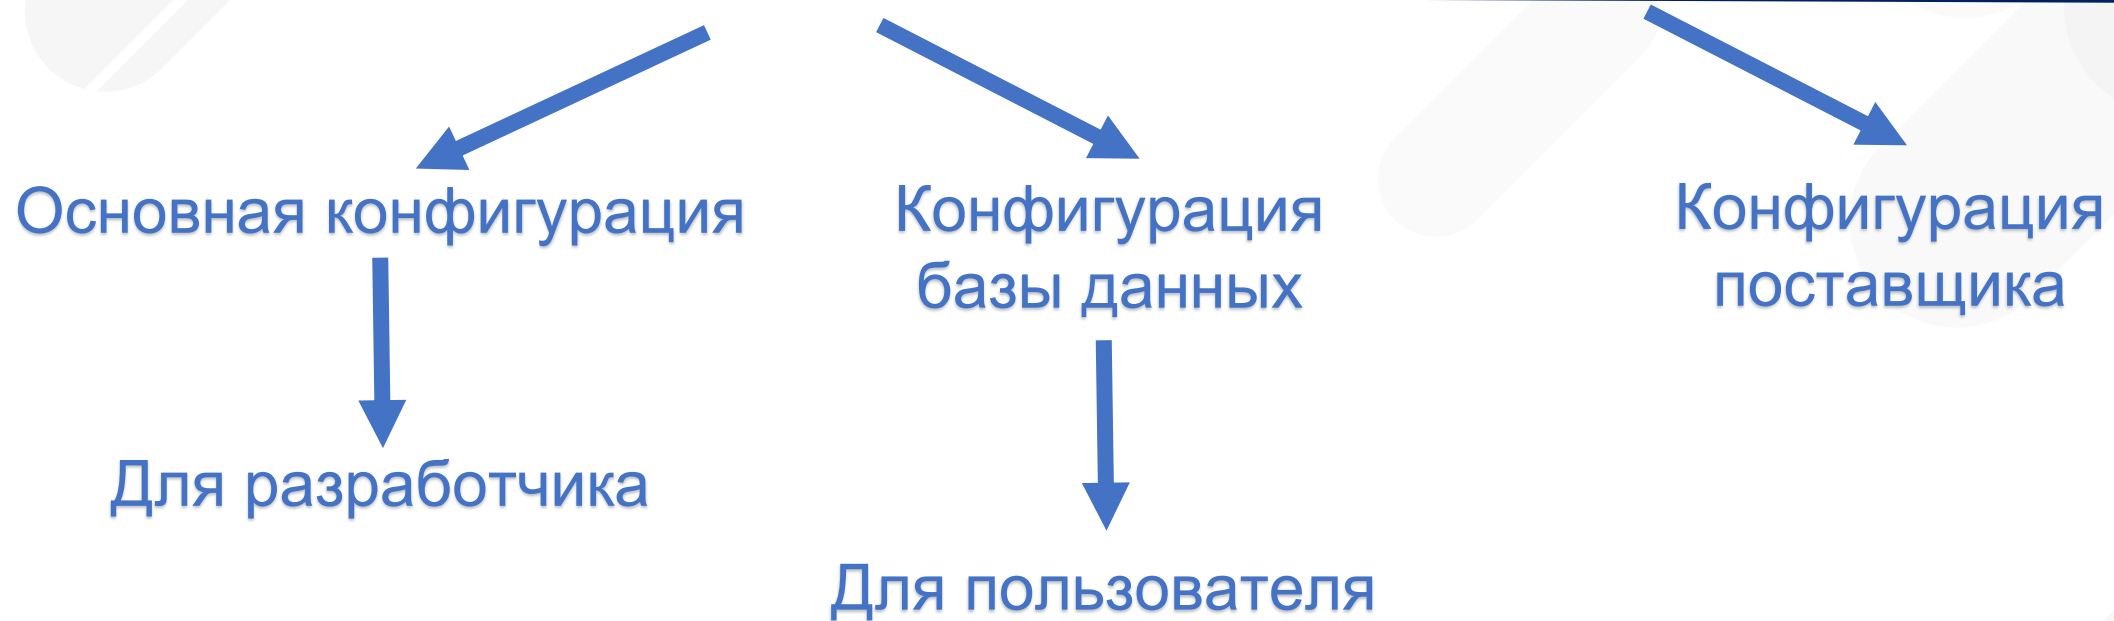 Основная конфигурация
Конфигурация
базы данных
Конфигурация
поставщика
Для разработчика
Для пользователя